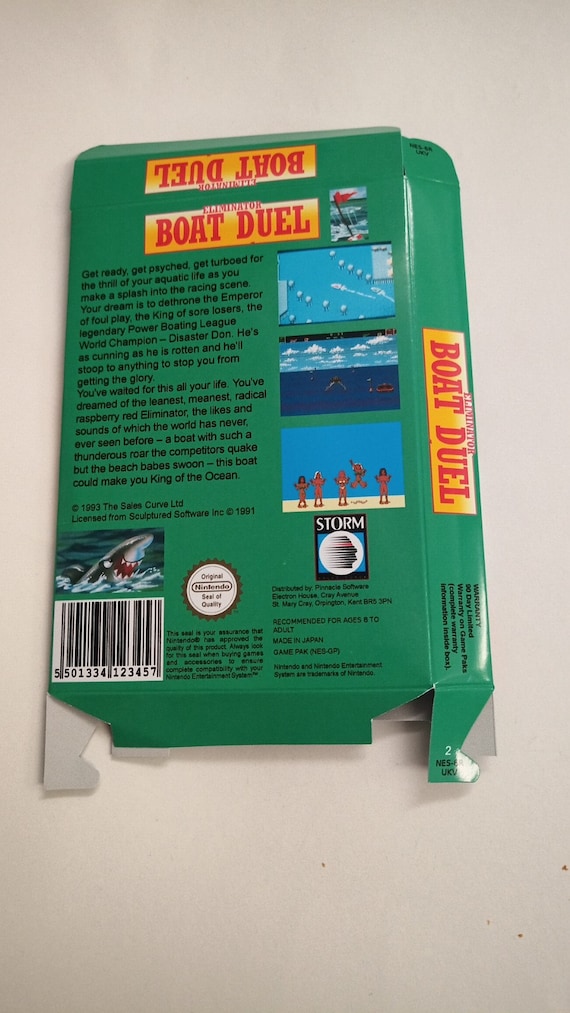 BOAT DUEL
ELIMINATOR
NES-6R
UKV
ELIMINATOR
BOAT DUEL
Get ready, get psyched, get turboed for
the thrill of your aquatic life as you
make a splash into the racing scene.
Your dream is to dethrone the Emperor
of foul play, the King of sore losers, the
legendary Power Boating League
World Champion – Disaster Don. He's
as cunning as he is rotten and he'll
stoop to anything to stop you from
getting the glory.
You've waited for this all your life. You've
dreamed of the leanest, meanest, radical
raspberry red Eliminator, the likes and
sounds of which the world has never,
ever seen before – a boat with such a
thunderous roar the competitors quake
but the beach babes swoon – this boat
could make you King of the Ocean.
© 1993 The Sales Curve Ltd
Licensed from Sculptured Software Inc © 1991
ELIMINATOR
BOAT DUEL
STORM
Original
Nintendo
Seal of
Quality
Distributed by: Pinnacle Software
Electron House, Cray Avenue
St. Mary Cray, Orpington, Kent BR5 3PN
RECOMMENDED FOR AGES 8 TO
ADULT
MADE IN JAPAN
GAME PAK (NES-GP)
Nintendo and Nintendo Entertainment
System are trademarks of Nintendo.
This seal is your assurance that
Nintendo® has approved the
quality of this product. Always look
for this seal when buying games
and accessories to ensure
complete compatibility with your
Nintendo Entertainment System™
5 501334 123457
WARRANTY
90 Day Limited
Warranty on Game Paks
(complete warranty
information inside box).
2
NES-6R
UKV